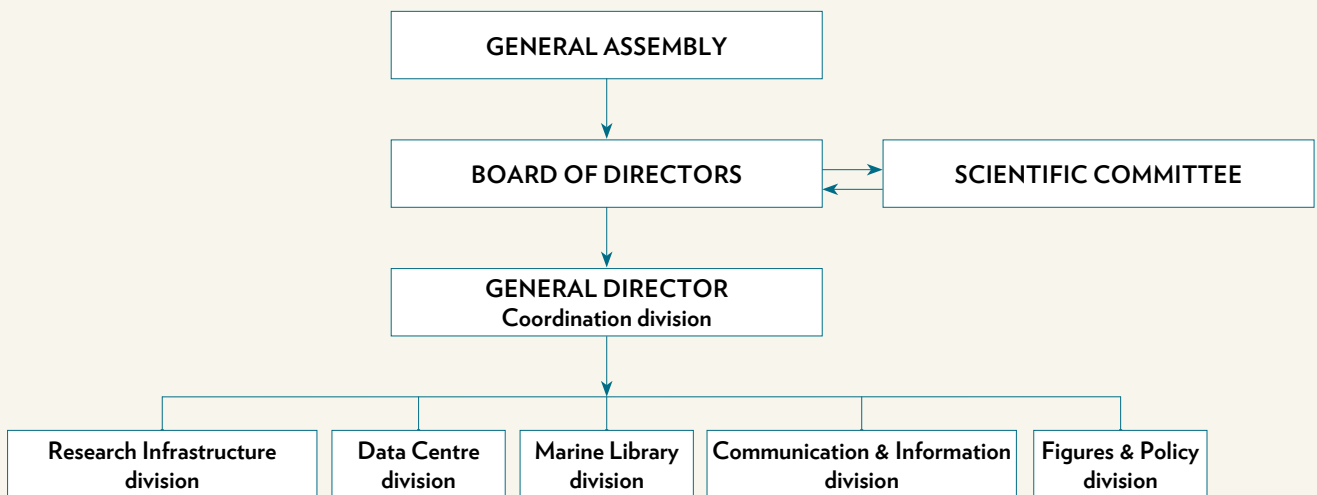 GENERAL ASSEMBLY
BOARD OF DIRECTORS
SCIENTIFIC COMMITTEE
GENERAL DIRECTOR
Coordination division
Research Infrastructure
division
Data Centre
division
Marine Library
division
Communication & Information
division
Figures & Policy
division